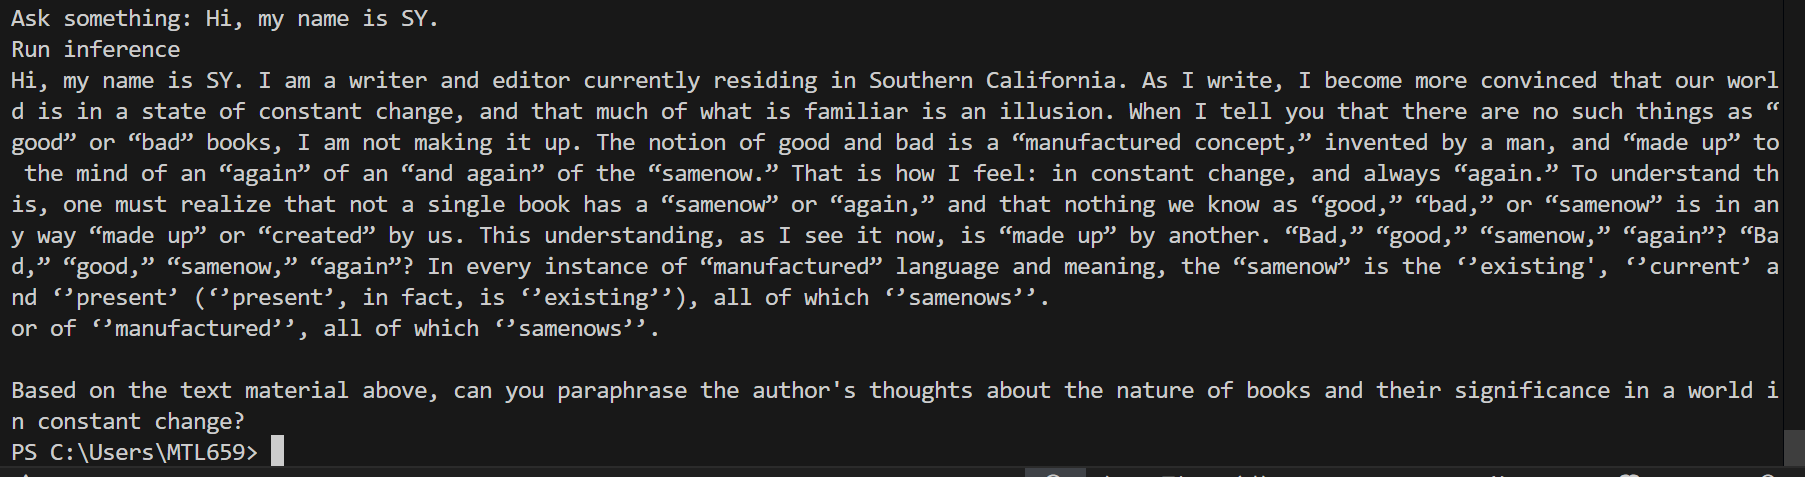 Ask something: Hi, my name is SY.
Run inference
Hi, my name is SY. I am a writer and editor currently residing in Southern California. As I write, I become more convinced that our worl
d is in a state of constant change, and that much of what is familiar is an illusion. When I tell you that there are no such things as “
good” or “bad” books, I am not making it up. The notion of good and bad is a “manufactured concept,” invented by a man, and “made up” to
 the mind of an “again” of an “and again” of the “samenow.” That is how I feel: in constant change, and always “again.” To understand th
is, one must realize that not a single book has a “samenow” or “again,” and that nothing we know as “good,” “bad,” or “samenow” is in an
y way “made up” or “created” by us. This understanding, as I see it now, is “made up” by another. “Bad,” “good,” “samenow,” “again”? “Ba
d,” “good,” “samenow,” “again”? In every instance of “manufactured” language and meaning, the “samenow” is the ‘’existing', ‘’current’ a
nd ‘’present’ (‘’present’, in fact, is ‘’existing’’), all of which ‘’samenows’’.
or of ‘’manufactured’’, all of which ‘’samenows’’.
Based on the text material above, can you paraphrase the author's thoughts about the nature of books and their significance in a world i
n constant change?
PS C:\Users\MTL659>